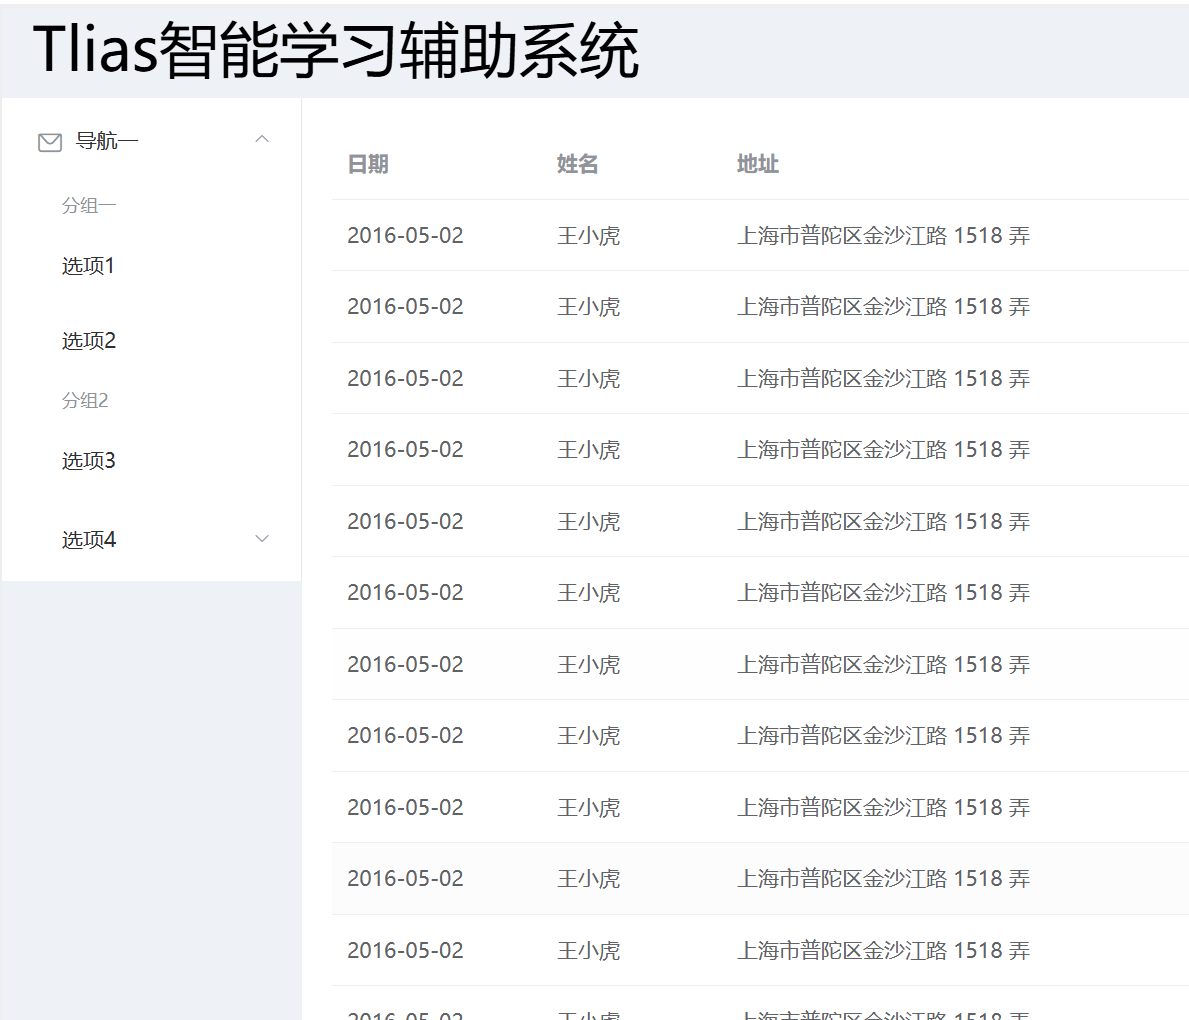 Tlias智能学习辅助系统
导航一
分组一
选项1
选项2
分组2
选项3
选项4
日期 姓名 地址
2016-05-02 王小虎 上海市普陀区金沙江路 1518 弄
2016-05-02 王小虎 上海市普陀区金沙江路 1518 弄
2016-05-02 王小虎 上海市普陀区金沙江路 1518 弄
2016-05-02 王小虎 上海市普陀区金沙江路 1518 弄
2016-05-02 王小虎 上海市普陀区金沙江路 1518 弄
2016-05-02 王小虎 上海市普陀区金沙江路 1518 弄
2016-05-02 王小虎 上海市普陀区金沙江路 1518 弄
2016-05-02 王小虎 上海市普陀区金沙江路 1518 弄
2016-05-02 王小虎 上海市普陀区金沙江路 1518 弄
2016-05-02 王小虎 上海市普陀区金沙江路 1518 弄
2016-05-02 王小虎 上海市普陀区金沙江路 1518 弄